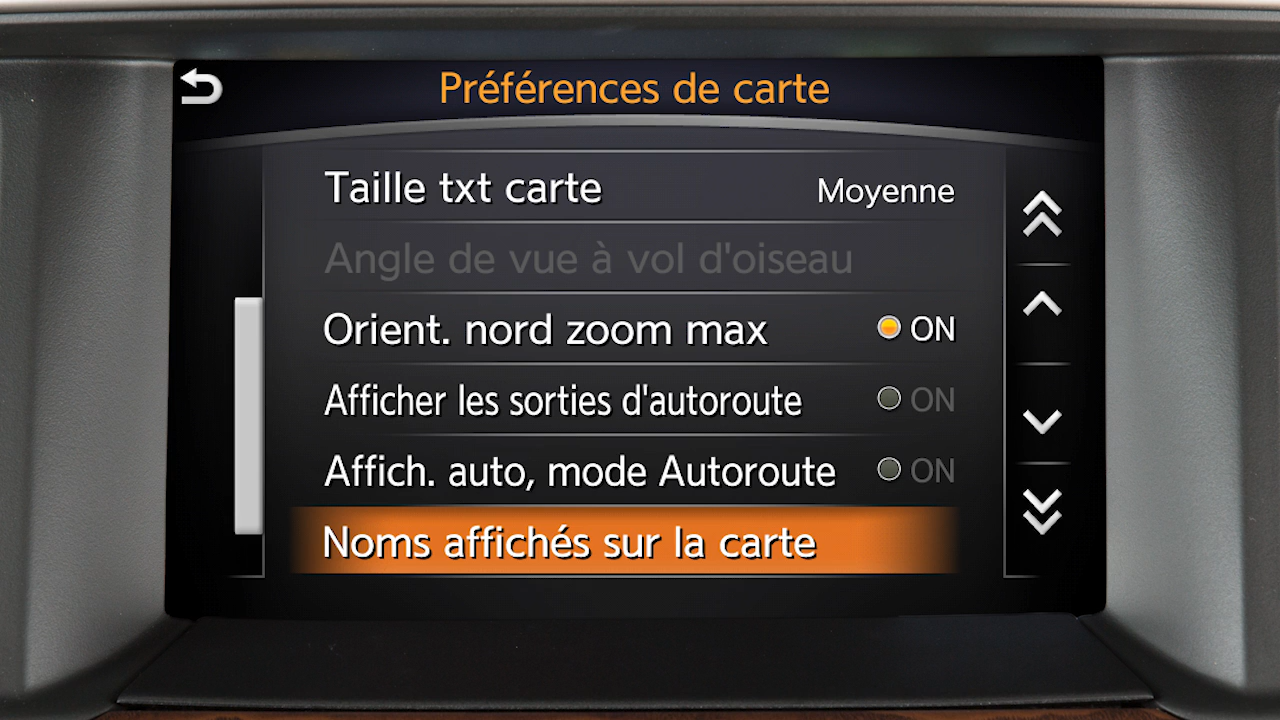 Préférences de carte
Taille txt carte Moyenne
Angle de vue à vol d'oiseau
Orient. nord zoom max ON
Afficher les sorties d'autoroute ON
Affich. auto, mode Autoroute ON
Noms affichés sur la carte